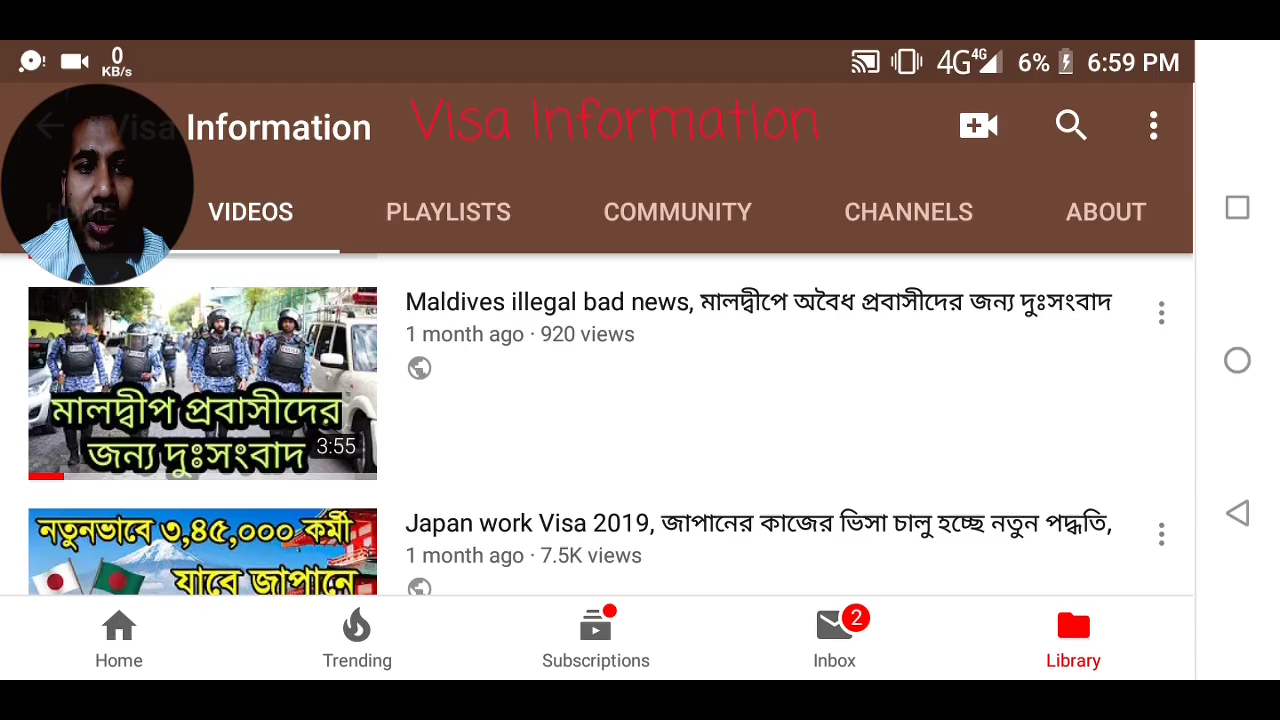 0
KB/s
4G 4G 6% 6:59 PM
Visa Information
Visa Information
VIDEOS PLAYLISTS COMMUNITY CHANNELS ABOUT
Maldives illegal bad news, মালদ্বীপে অবৈধ প্রবাসীদের জন্য দুঃসংবাদ
1 month ago · 920 views
মালদ্বীপ প্রবাসীদের
জন্য দুঃসংবাদ
3:55
Japan work Visa 2019, জাপানের কাজের ভিসা চালু হচ্ছে নতুন পদ্ধতি,
1 month ago · 7.5K views
নতুনভাবে ৩,৪৫,০০০ কর্মী
যাবে জাপানে
2
Home Trending Subscriptions Inbox Library